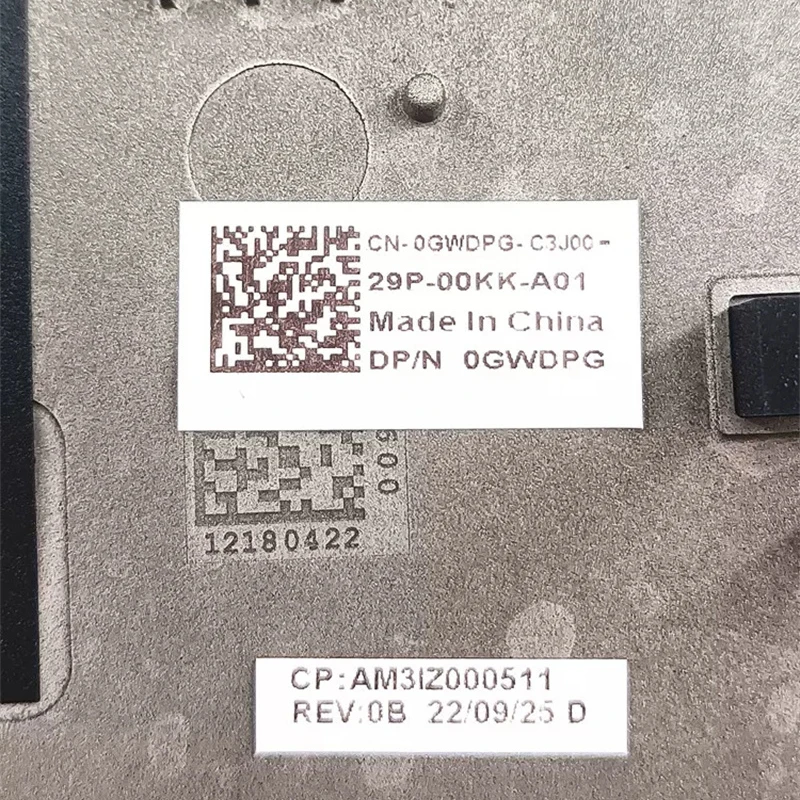 CN-0GWDPG-C3J00-
29P-00KK-A01
Made In China
DP/N 0GWDPG
009
12180422
CP:AM3IZ000511
REV:0B 22/09/25 D